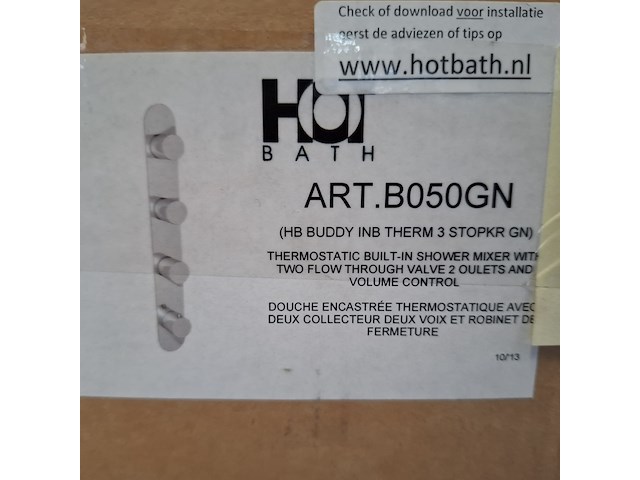 Check of download voor installatie
eerst de adviezen of tips op
www.hotbath.nl
HOT
BATH
ART.B050GN
(HB BUDDY INB THERM 3 STOPKR GN)
THERMOSTATIC BUILT-IN SHOWER MIXER WITH
TWO FLOW THROUGH VALVE 2 OULETS AND
VOLUME CONTROL
DOUCHE ENCASTRÉE THERMOSTATIQUE AVEC
DEUX COLLECTEUR DEUX VOIX ET ROBINET DE
FERMETURE
10/13